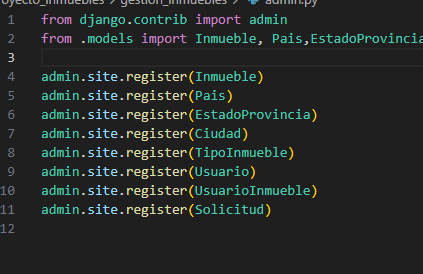 oyecto_inmuebles > gestion_inmuebles > admin.py
1 from django.contrib import admin
2 from .models import Inmueble, Pais,EstadoProvincia
3
4 admin.site.register(Inmueble)
5 admin.site.register(Pais)
6 admin.site.register(EstadoProvincia)
7 admin.site.register(Ciudad)
8 admin.site.register(TipoInmueble)
9 admin.site.register(Usuario)
10 admin.site.register(UsuarioInmueble)
11 admin.site.register(Solicitud)
12